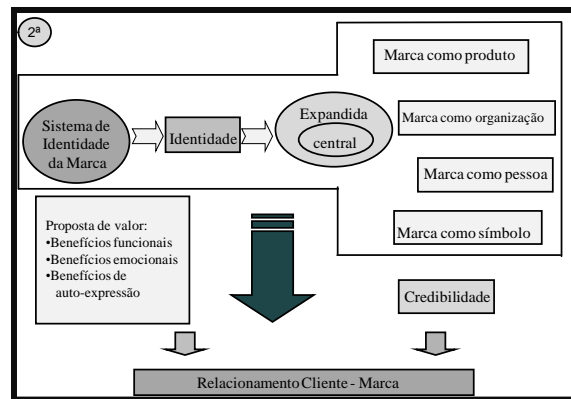 2ª
Marca como produto
Sistema de
Identidade
da Marca
Identidade
Expandida
central
Marca como organização
Marca como pessoa
Marca como símbolo
Proposta de valor:
•Benefícios funcionais
•Benefícios emocionais
•Benefícios de
auto-expressão
Credibilidade
Relacionamento Cliente - Marca